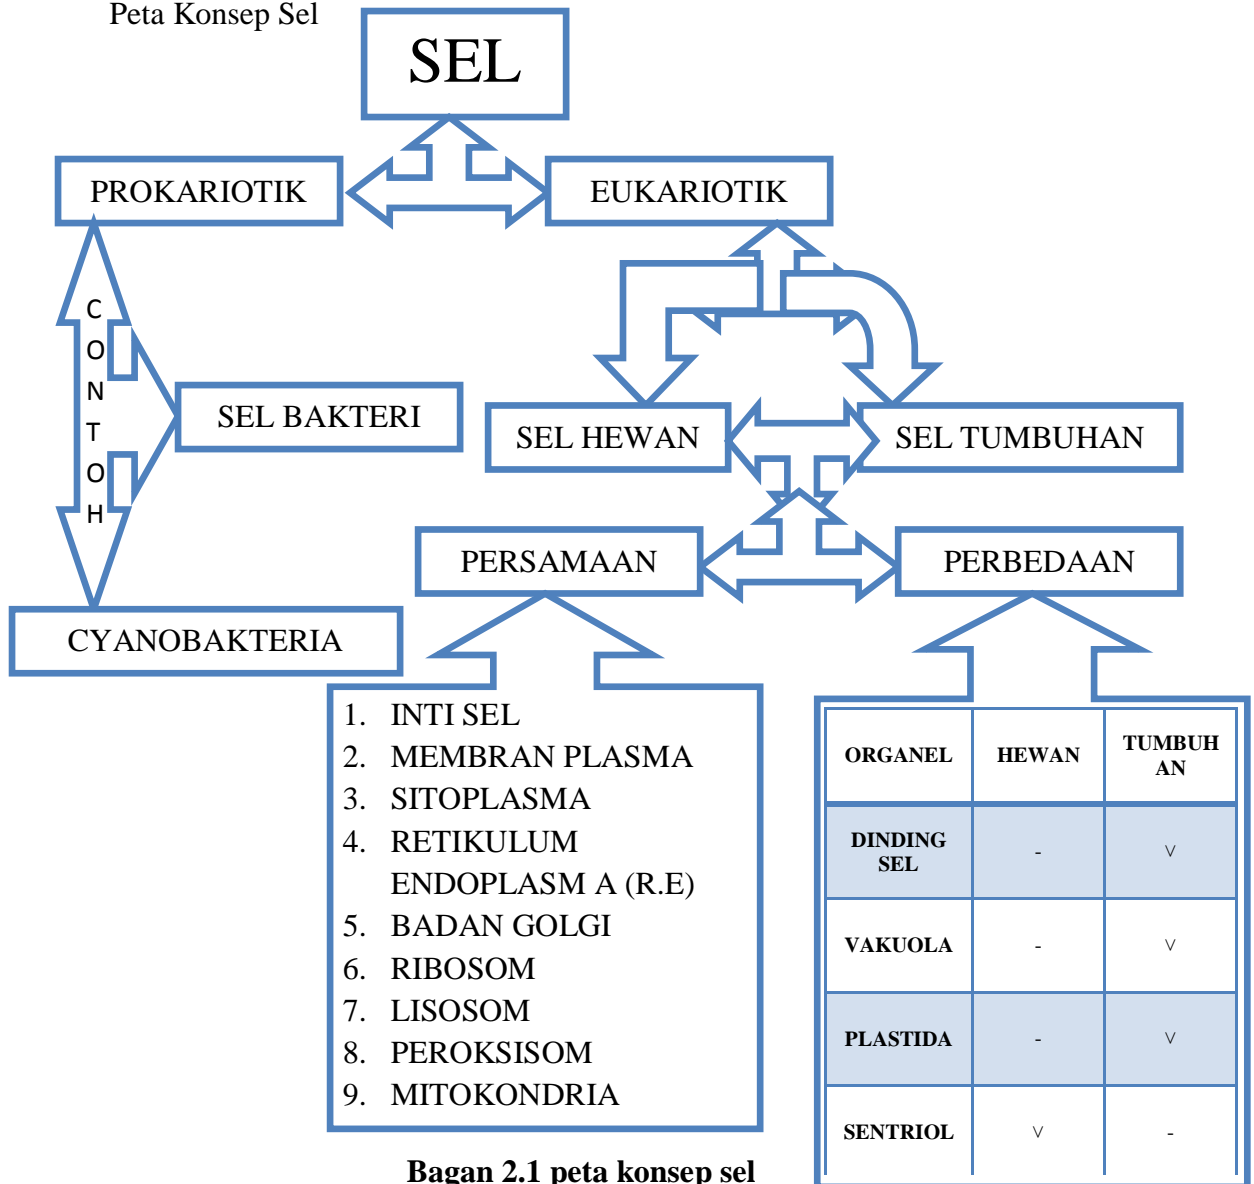 Peta Konsep Sel
SEL
PROKARIOTIK
EUKARIOTIK
C
O
N
T
O
H
SEL BAKTERI
SEL HEWAN
SEL TUMBUHAN
CYANOBAKTERIA
PERSAMAAN
PERBEDAAN
1. INTI SEL
2. MEMBRAN PLASMA
3. SITOPLASMA
4. RETIKULUM
ENDOPLASM A (R.E)
5. BADAN GOLGI
6. RIBOSOM
7. LISOSOM
8. PEROKSISOM
9. MITOKONDRIA
ORGANEL HEWAN TUMBUH
AN
DINDING
SEL - V
VAKUOLA - V
PLASTIDA - V
SENTRIOL V -
Bagan 2.1 peta konsep sel